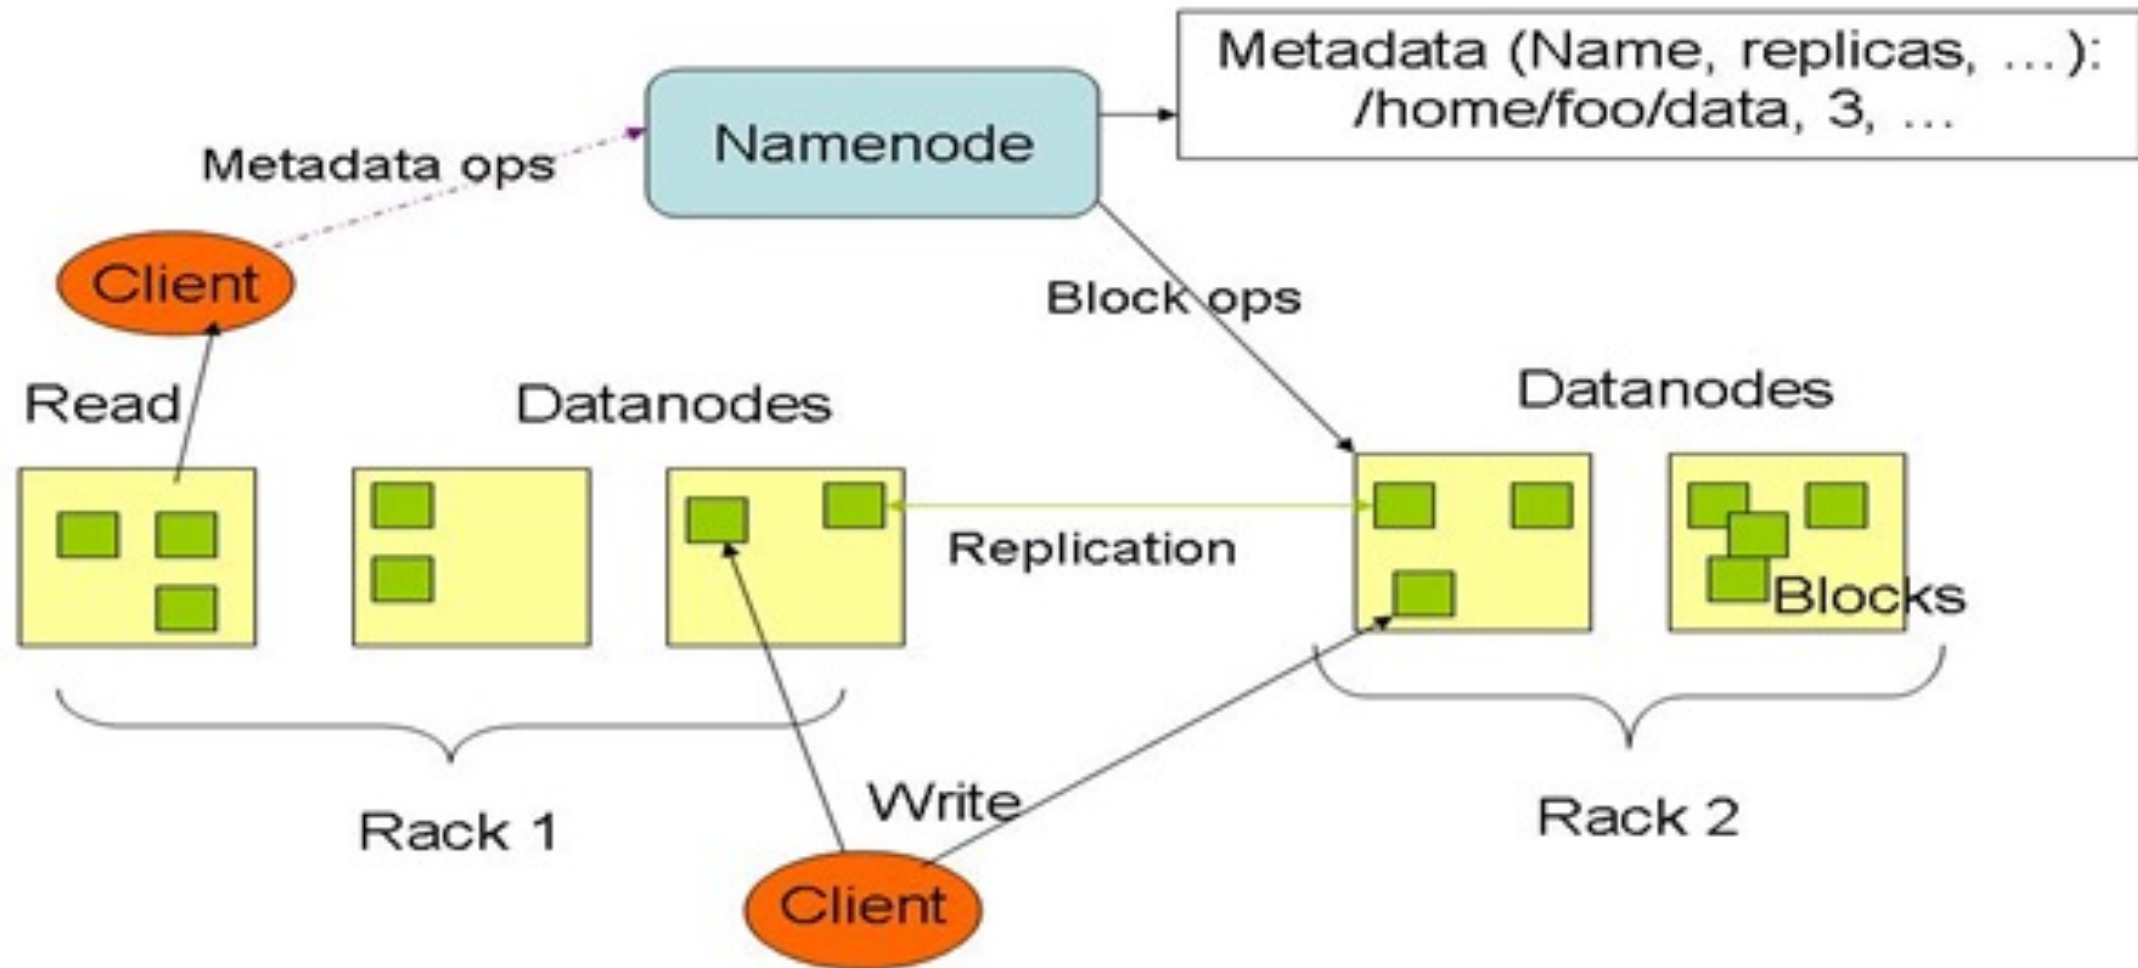 Metadata (Name, replicas, ...):
/home/foo/data, 3, ...
Namenode
Metadata ops
Client
Block ops
Read
Datanodes
Datanodes
Replication
Blocks
Rack 1
Write
Rack 2
Client